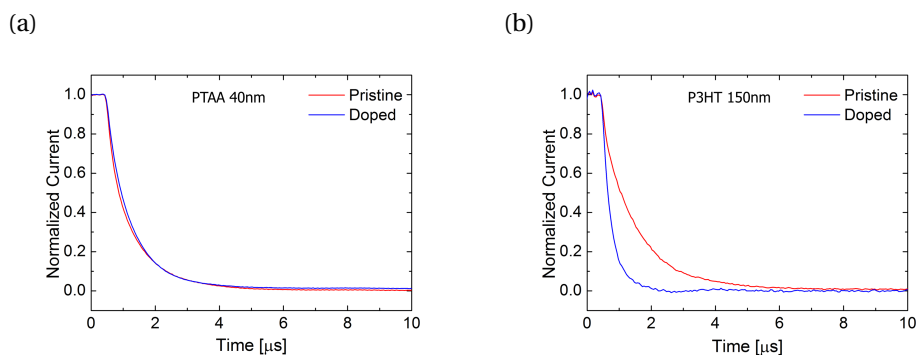 (a)
(b)
PTAA 40nm
Pristine
Doped
1.0
0.8
0.6
0.4
0.2
0.0
0 2 4 6 8 10
Normalized Current
Time [μs]
P3HT 150nm
Pristine
Doped
1.0
0.8
0.6
0.4
0.2
0.0
0 2 4 6 8 10
Normalized Current
Time [μs]